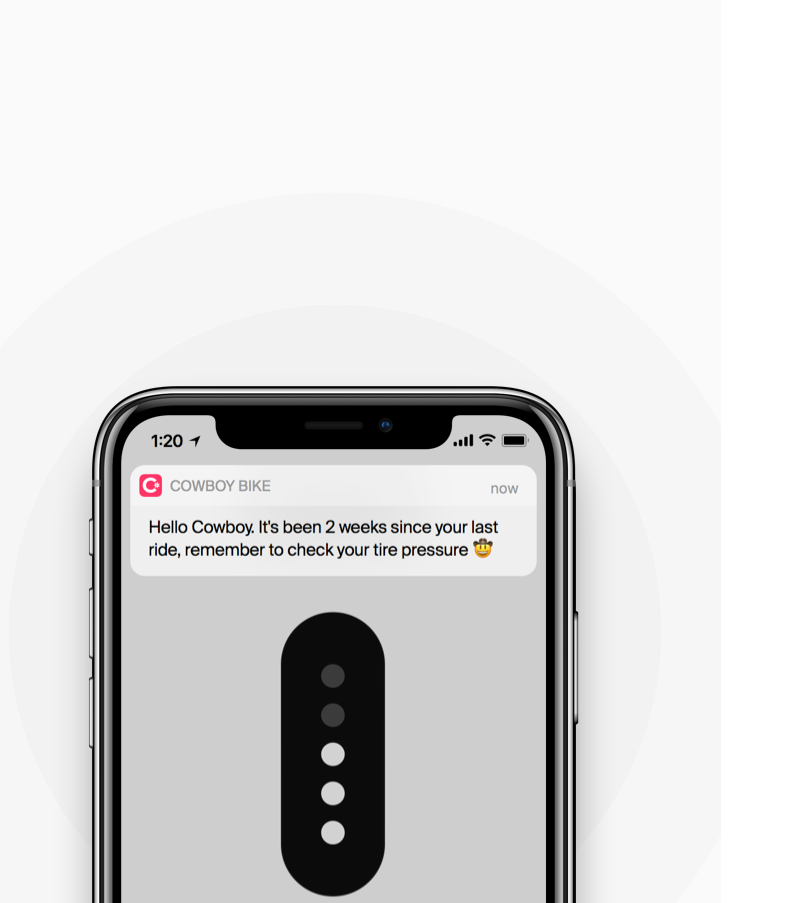 1:20
COWBOY BIKE
now
Hello Cowboy. It's been 2 weeks since your last
ride, remember to check your tire pressure 🤠